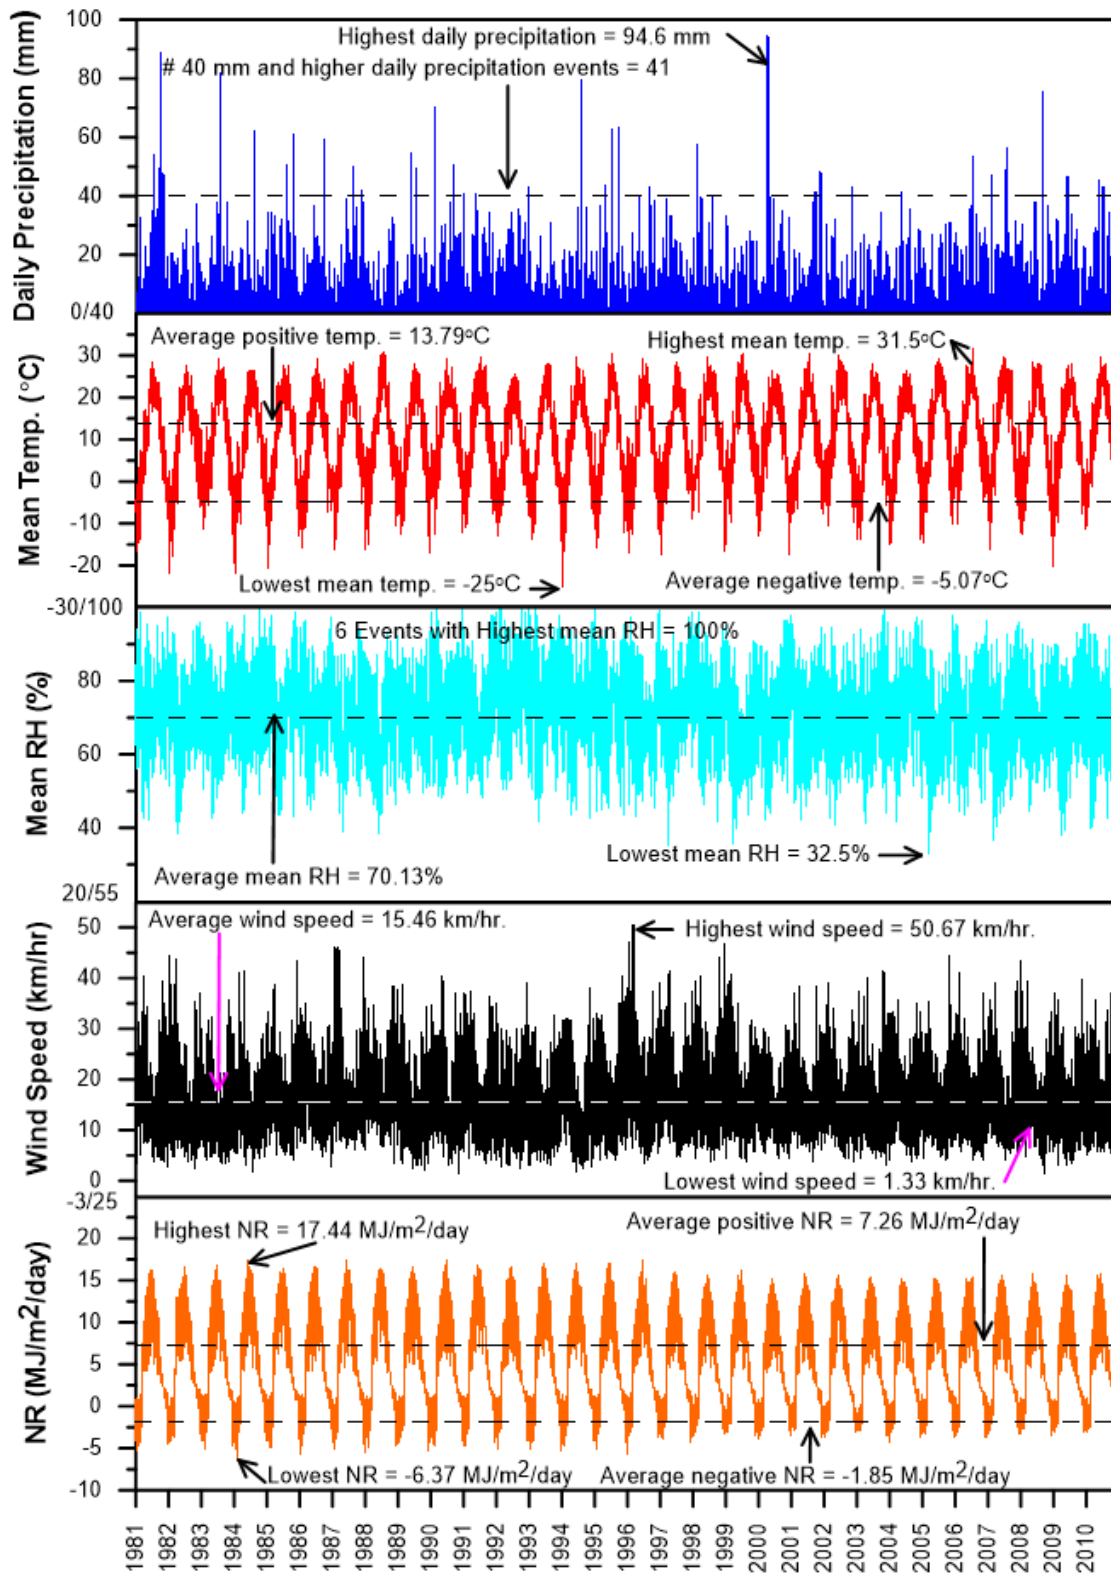 100
Highest daily precipitation = 94.6 mm
# 40 mm and higher daily precipitation events = 41
80
60
40
20
0/40
Daily Precipitation (mm)
Average positive temp. = 13.79oC
Highest mean temp. = 31.5oC
30
20
10
0
-10
-20
Mean Temp. (°C)
Lowest mean temp. = -25oC
Average negative temp. = -5.07oC
-30/100
6 Events with Highest mean RH = 100%
80
60
40
Mean RH (%)
Lowest mean RH = 32.5%
Average mean RH = 70.13%
20/55
Average wind speed = 15.46 km/hr.
Highest wind speed = 50.67 km/hr.
50
40
30
20
10
0
Wind Speed (km/hr)
Lowest wind speed = 1.33 km/hr.
-3/25
Average positive NR = 7.26 MJ/m2/day
Highest NR = 17.44 MJ/m2/day
20
15
10
5
0
-5
-10
NR (MJ/m2/day)
Lowest NR = -6.37 MJ/m2/day
Average negative NR = -1.85 MJ/m2/day
1981
1982
1983
1984
1985
1986
1987
1988
1989
1990
1991
1992
1993
1994
1995
1996
1997
1998
1999
2000
2001
2002
2003
2004
2005
2006
2007
2008
2009
2010